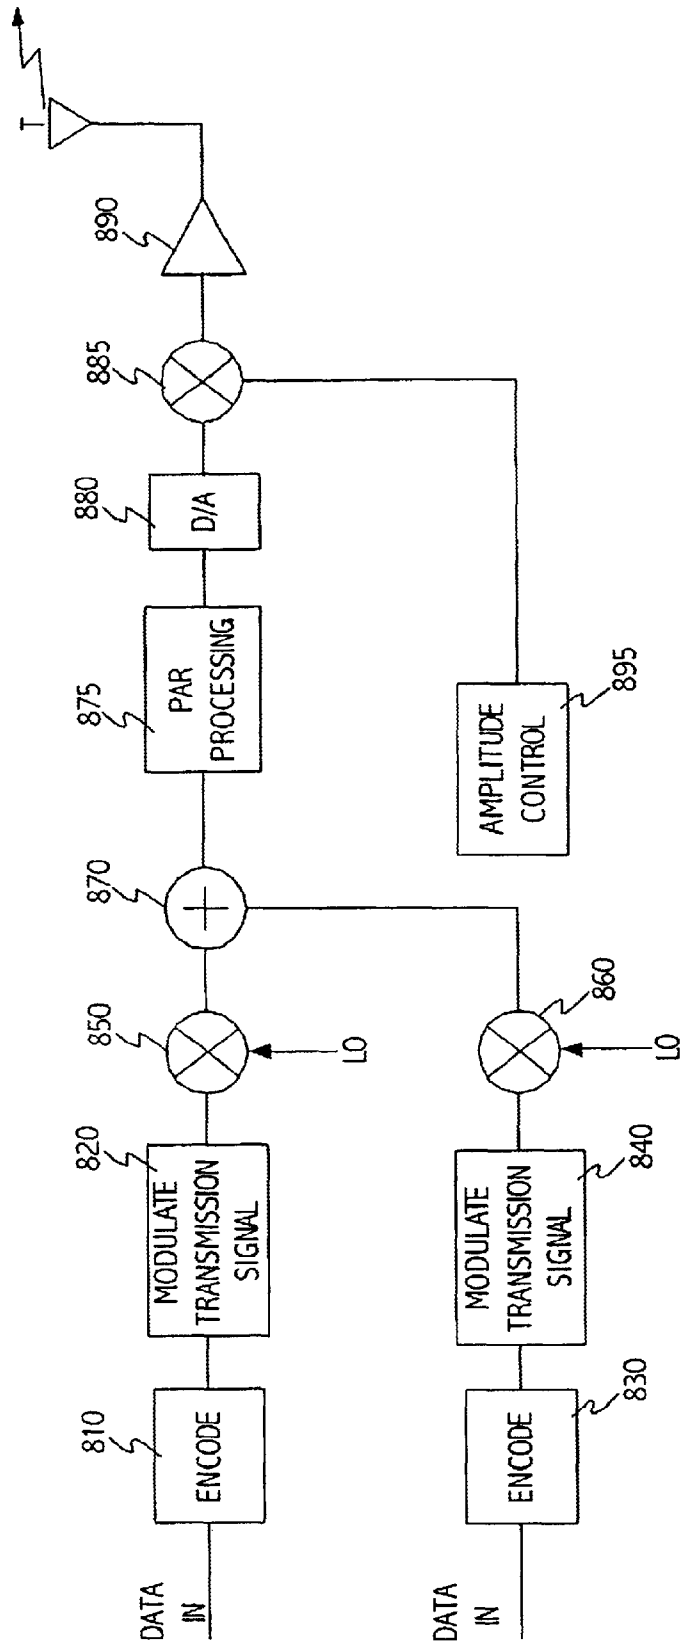 DATA
IN
810
ENCODE
820
MODULATE
TRANSMISSION
SIGNAL
850
LO
870
875
PAR
PROCESSING
880
D/A
885
890
DATA
IN
ENCODE
830
MODULATE
TRANSMISSION
SIGNAL
840
860
LO
AMPLITUDE
CONTROL
895